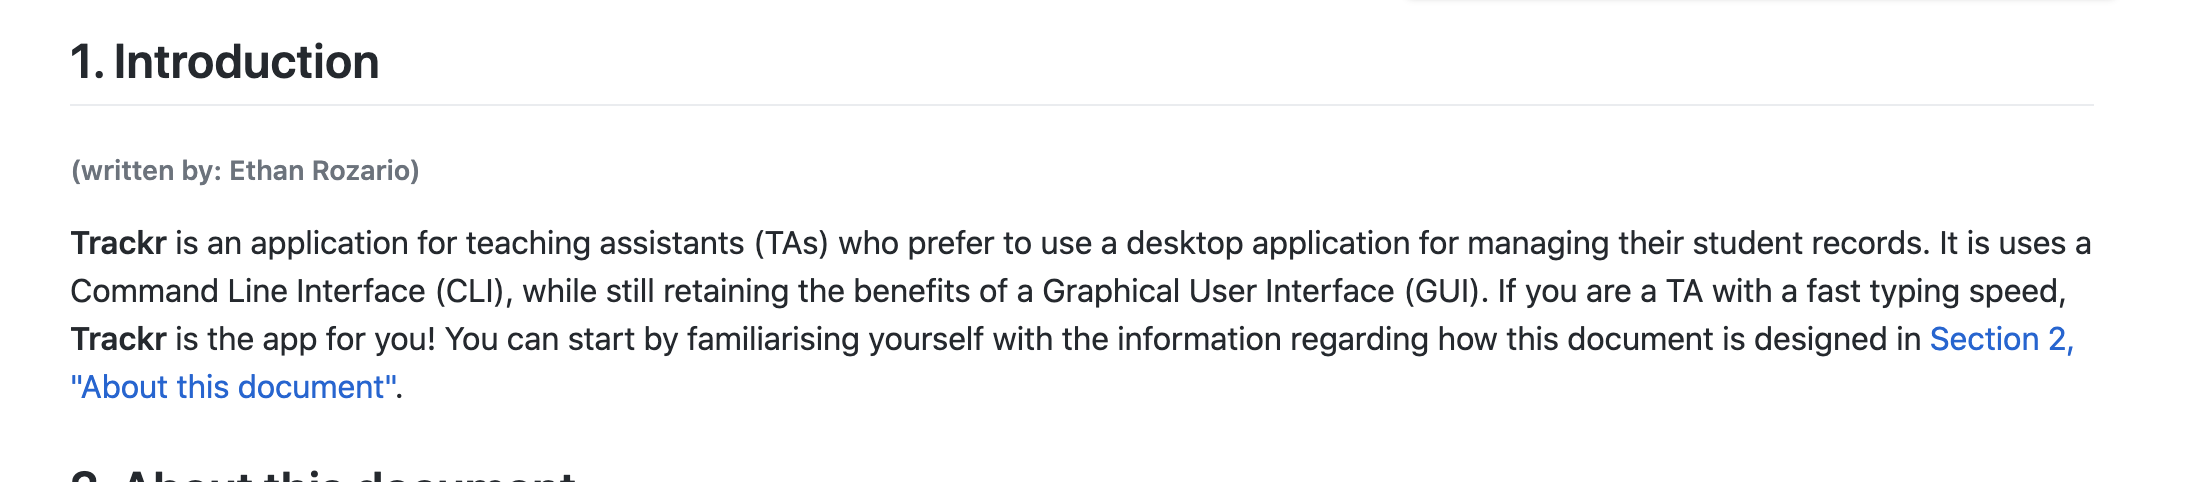 1. Introduction
(written by: Ethan Rozario)
Trackr is an application for teaching assistants (TAs) who prefer to use a desktop application for managing their student records. It is uses a
Command Line Interface (CLI), while still retaining the benefits of a Graphical User Interface (GUI). If you are a TA with a fast typing speed,
Trackr is the app for you! You can start by familiarising yourself with the information regarding how this document is designed in Section 2,
"About this document".
2. About this document